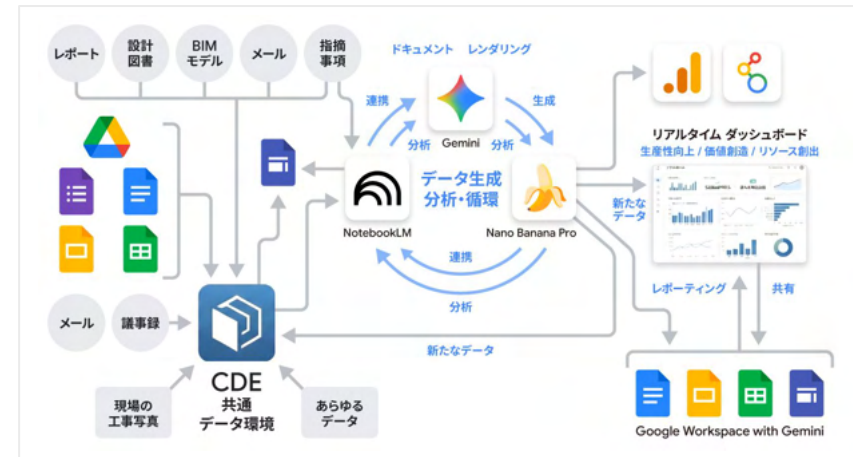 レポート
設計
図書
BIM
モデル
メール
指摘
事項
ドキュメント レンダリング
連携
生成
Gemini
分析
分析
データ生成
分析・循環
NotebookLM
Nano Banana Pro
連携
分析
リアルタイム ダッシュボード
生産性向上 / 価値創造 / リソース創出
新たな
データ
レポーティング
共有
メール
議事録
新たなデータ
CDE
共通
データ環境
現場の
工事写真
あらゆる
データ
Google Workspace with Gemini